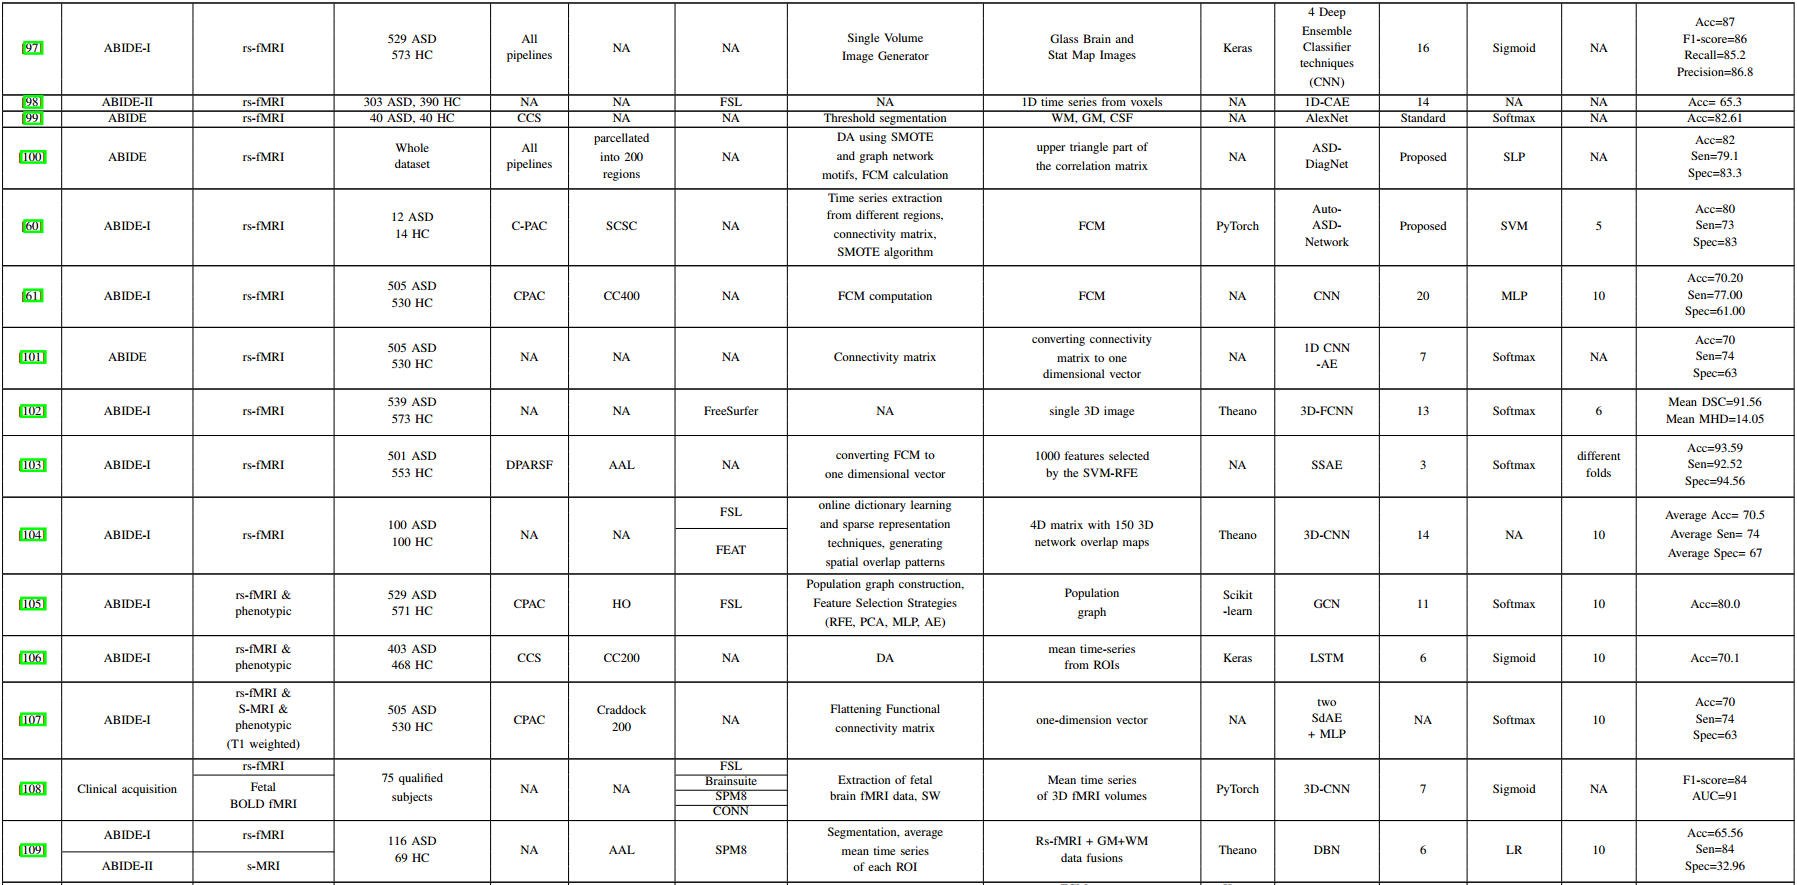 [97] ABIDE-I rs-fMRI 529 ASD 573 HC All pipelines NA NA Single Volume Image Generator Glass Brain and Stat Map Images Keras 4 Deep Ensemble Classifier techniques (CNN) 16 Sigmoid NA Acc=87 F1-score=86 Recall=85.2 Precision=86.8
[98] ABIDE-II rs-fMRI 303 ASD, 390 HC NA NA FSL NA 1D time series from voxels NA 1D-CAE 14 NA NA Acc= 65.3
[99] ABIDE rs-fMRI 40 ASD, 40 HC CCS NA NA Threshold segmentation WM, GM, CSF NA AlexNet Standard Softmax NA Acc=82.61
[100] ABIDE rs-fMRI Whole dataset All pipelines parcellated into 200 regions NA DA using SMOTE and graph network motifs, FCM calculation upper triangle part of the correlation matrix NA ASD-DiagNet Proposed SLP NA Acc=82 Sen=79.1 Spec=83.3
[60] ABIDE-I rs-fMRI 12 ASD 14 HC C-PAC SCSC NA Time series extraction from different regions, connectivity matrix, SMOTE algorithm FCM PyTorch Auto-ASD-Network Proposed SVM 5 Acc=80 Sen=73 Spec=83
[61] ABIDE-I rs-fMRI 505 ASD 530 HC CPAC CC400 NA FCM computation FCM NA CNN 20 MLP 10 Acc=70.20 Sen=77.00 Spec=61.00
[101] ABIDE rs-fMRI 505 ASD 530 HC NA NA NA Connectivity matrix converting connectivity matrix to one dimensional vector NA 1D CNN -AE 7 Softmax NA Acc=70 Sen=74 Spec=63
[102] ABIDE-I rs-fMRI 539 ASD 573 HC NA NA FreeSurfer NA single 3D image Theano 3D-FCNN 13 Softmax 6 Mean DSC=91.56 Mean MHD=14.05
[103] ABIDE-I rs-fMRI 501 ASD 553 HC DPARSF AAL NA converting FCM to one dimensional vector 1000 features selected by the SVM-RFE NA SSAE 3 Softmax different folds Acc=93.59 Sen=92.52 Spec=94.56
[104] ABIDE-I rs-fMRI 100 ASD 100 HC NA NA FSL FEAT online dictionary learning and sparse representation techniques, generating spatial overlap patterns 4D matrix with 150 3D network overlap maps Theano 3D-CNN 14 NA 10 Average Acc= 70.5 Average Sen= 74 Average Spec= 67
[105] ABIDE-I rs-fMRI & phenotypic 529 ASD 571 HC CPAC HO FSL Population graph construction, Feature Selection Strategies (RFE, PCA, MLP, AE) Population graph Scikit -learn GCN 11 Softmax 10 Acc=80.0
[106] ABIDE-I rs-fMRI & phenotypic 403 ASD 468 HC CCS CC200 NA DA mean time-series from ROIs Keras LSTM 6 Sigmoid 10 Acc=70.1
[107] ABIDE-I rs-fMRI & S-MRI & phenotypic (T1 weighted) 505 ASD 530 HC CPAC Craddock 200 NA Flattening Functional connectivity matrix one-dimension vector NA two SdAE + MLP NA Softmax 10 Acc=70 Sen=74 Spec=63
[108] Clinical acquisition rs-fMRI Fetal BOLD fMRI 75 qualified subjects NA NA FSL Brainsuite SPM8 CONN Extraction of fetal brain fMRI data, SW Mean time series of 3D fMRI volumes PyTorch 3D-CNN 7 Sigmoid NA F1-score=84 AUC=91
[109] ABIDE-I ABIDE-II rs-fMRI s-MRI 116 ASD 69 HC NA AAL SPM8 Segmentation, average mean time series of each ROI Rs-fMRI + GM+WM data fusions Theano DBN 6 LR 10 Acc=65.56 Sen=84 Spec=32.96